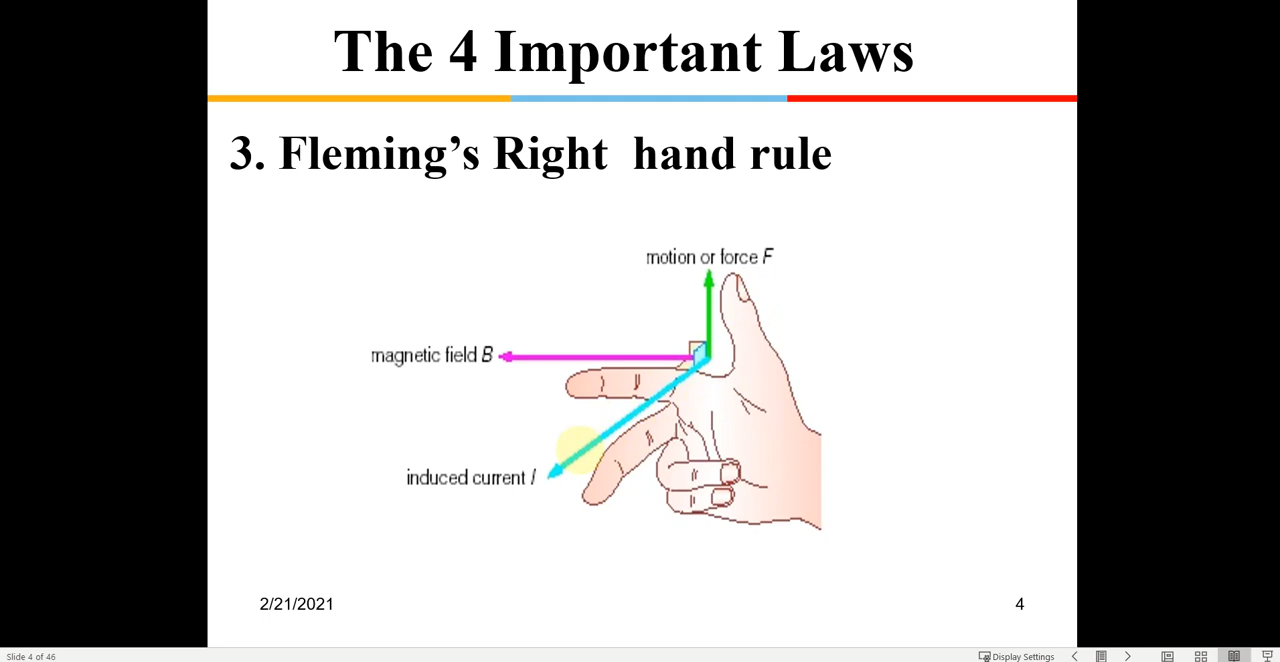 The 4 Important Laws
3. Fleming’s Right  hand rule
motion or force F
magnetic field B
induced current I
2/21/2021
4
Slide 4 of 46
Display Settings